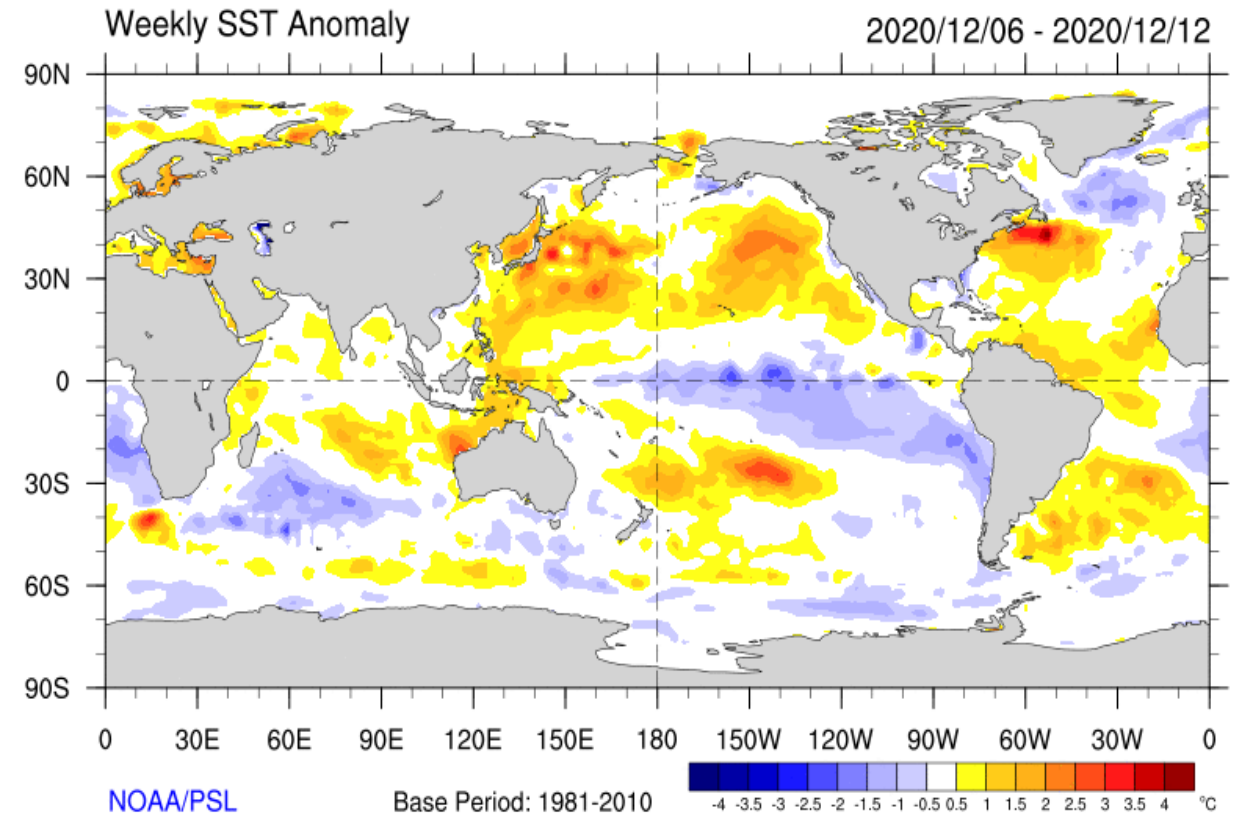 Weekly SST Anomaly 2020/12/06 - 2020/12/12
90N
60N
30N
0
30S
60S
90S
0 30E 60E 90E 120E 150E 180 150W 120W 90W 60W 30W 0
NOAA/PSL Base Period: 1981-2010
-4 -3.5 -3 -2.5 -2 -1.5 -1 -0.5 0.5 1 1.5 2 2.5 3 3.5 4 °C